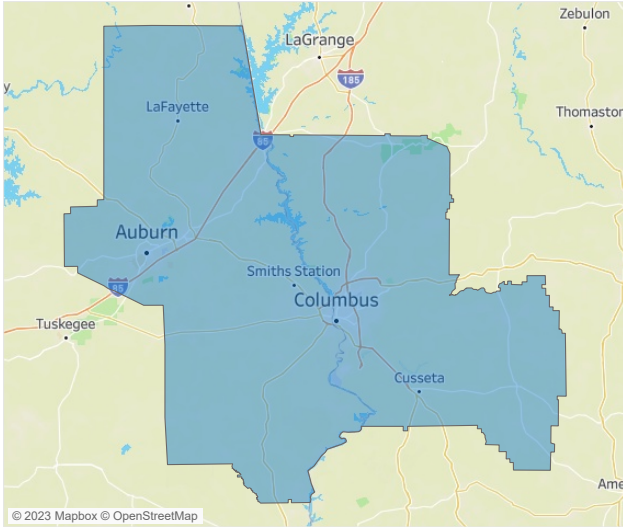 Zebulon
LaGrange
185
y
LaFayette
Thomaston
85
Auburn
Smiths Station
85
Columbus
Tuskegee
Cusseta
Ame
© 2023 Mapbox © OpenStreetMap